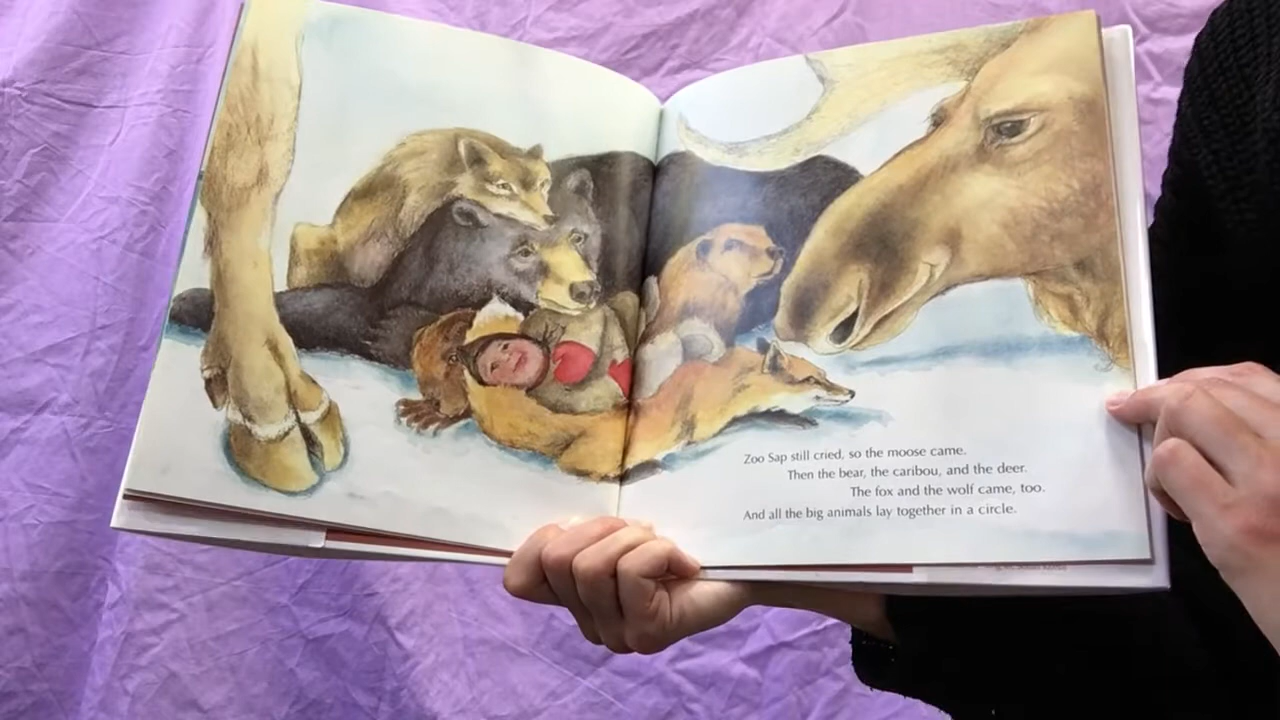 Zoo Sap still cried, so the moose came.
Then the bear, the caribou, and the deer.
The fox and the wolf came, too.
And all the big animals lay together in a circle.